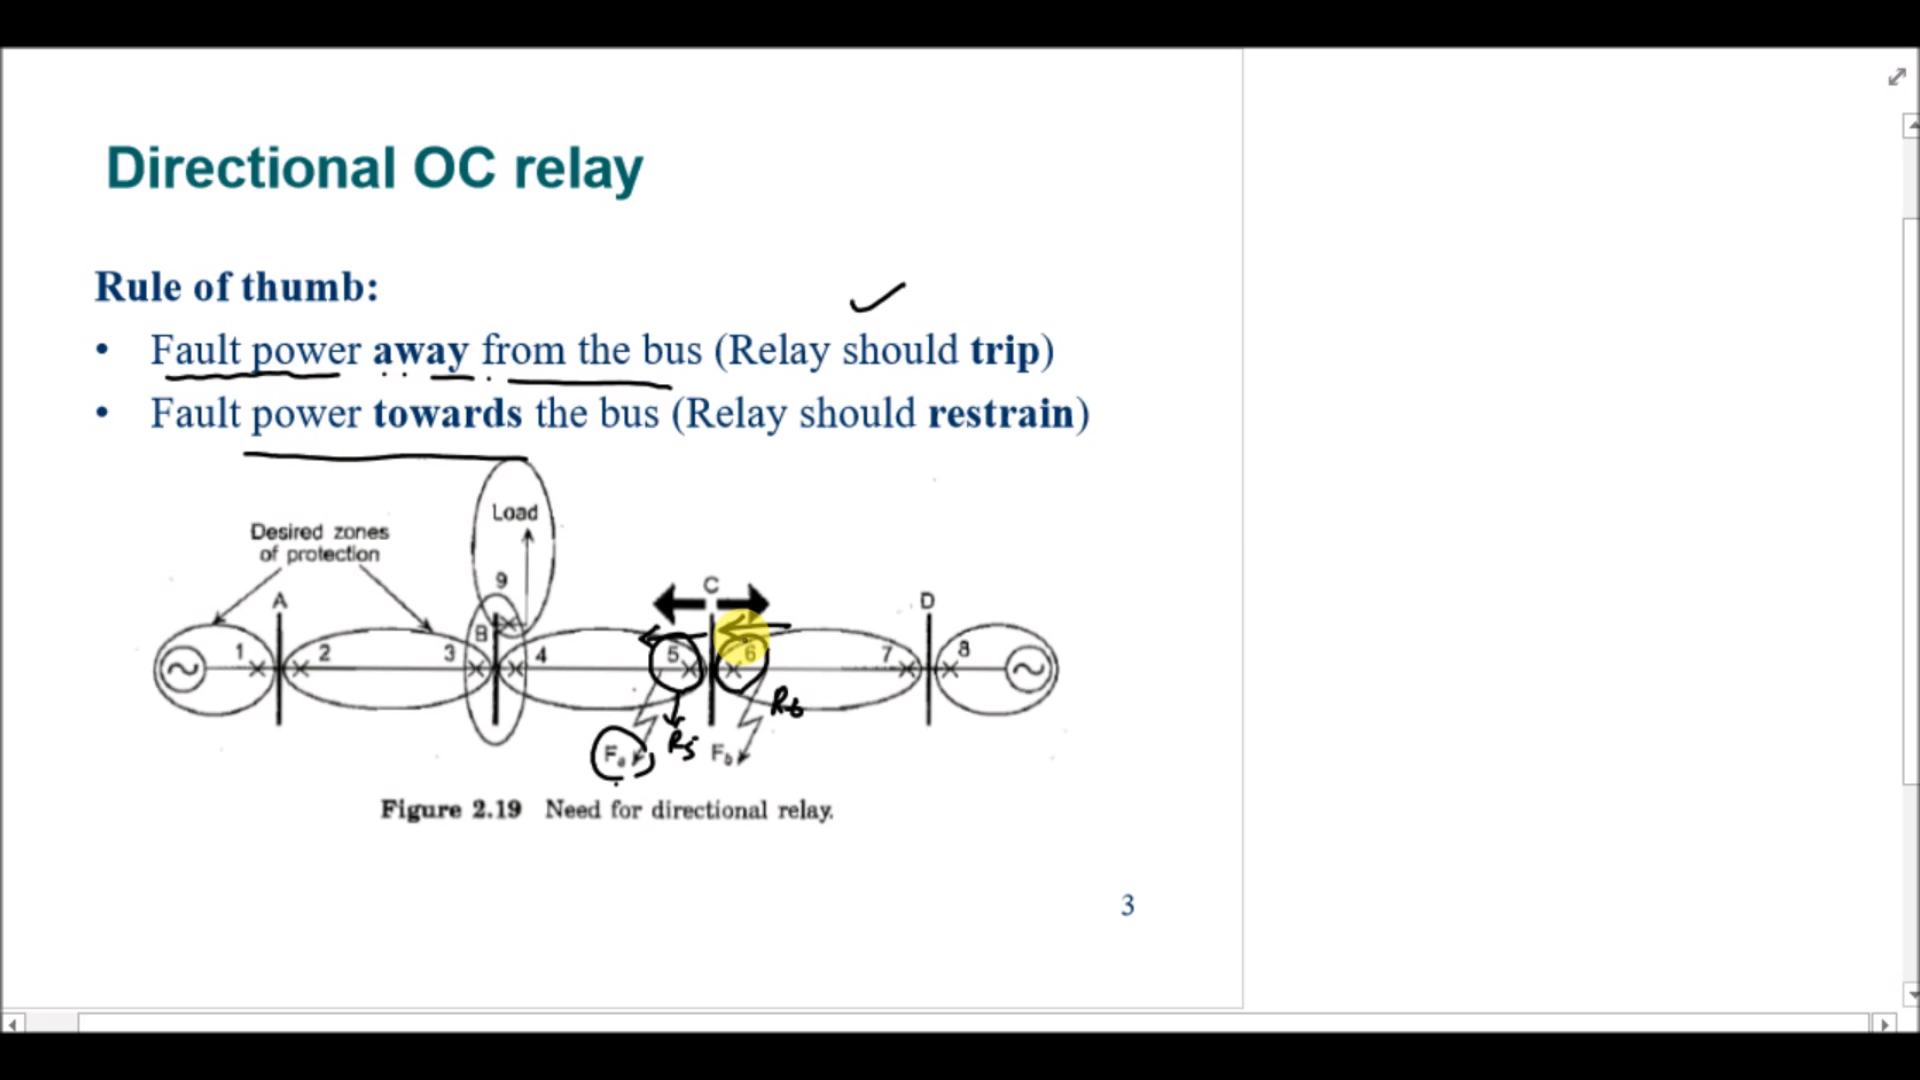 Directional OC relay
Rule of thumb:
• Fault power away from the bus (Relay should trip)
• Fault power towards the bus (Relay should restrain)
Load
Desired zones
of protection
9
C
A
D
B
1
2
3
4
5
6
7
8
R6
Fa
R5
Fb
Figure 2.19 Need for directional relay.
3